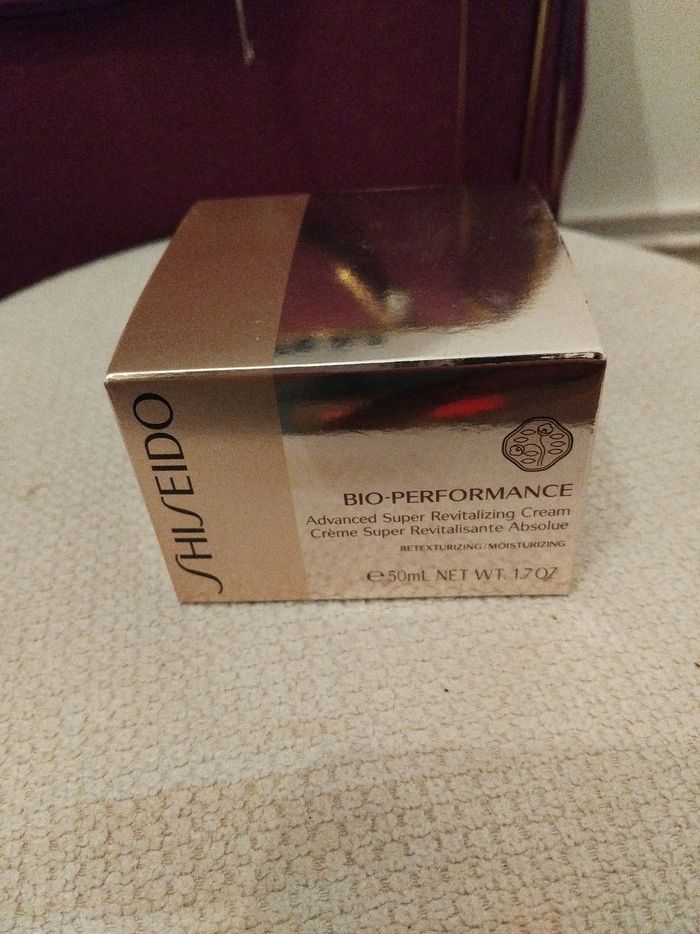 SHISEIDO
BIO-PERFORMANCE
Advanced Super Revitalizing Cream
Crème Super Revitalisante Absolue
RETEXTURIZING/MOISTURIZING
℮50mL NET WT. 1.7 OZ